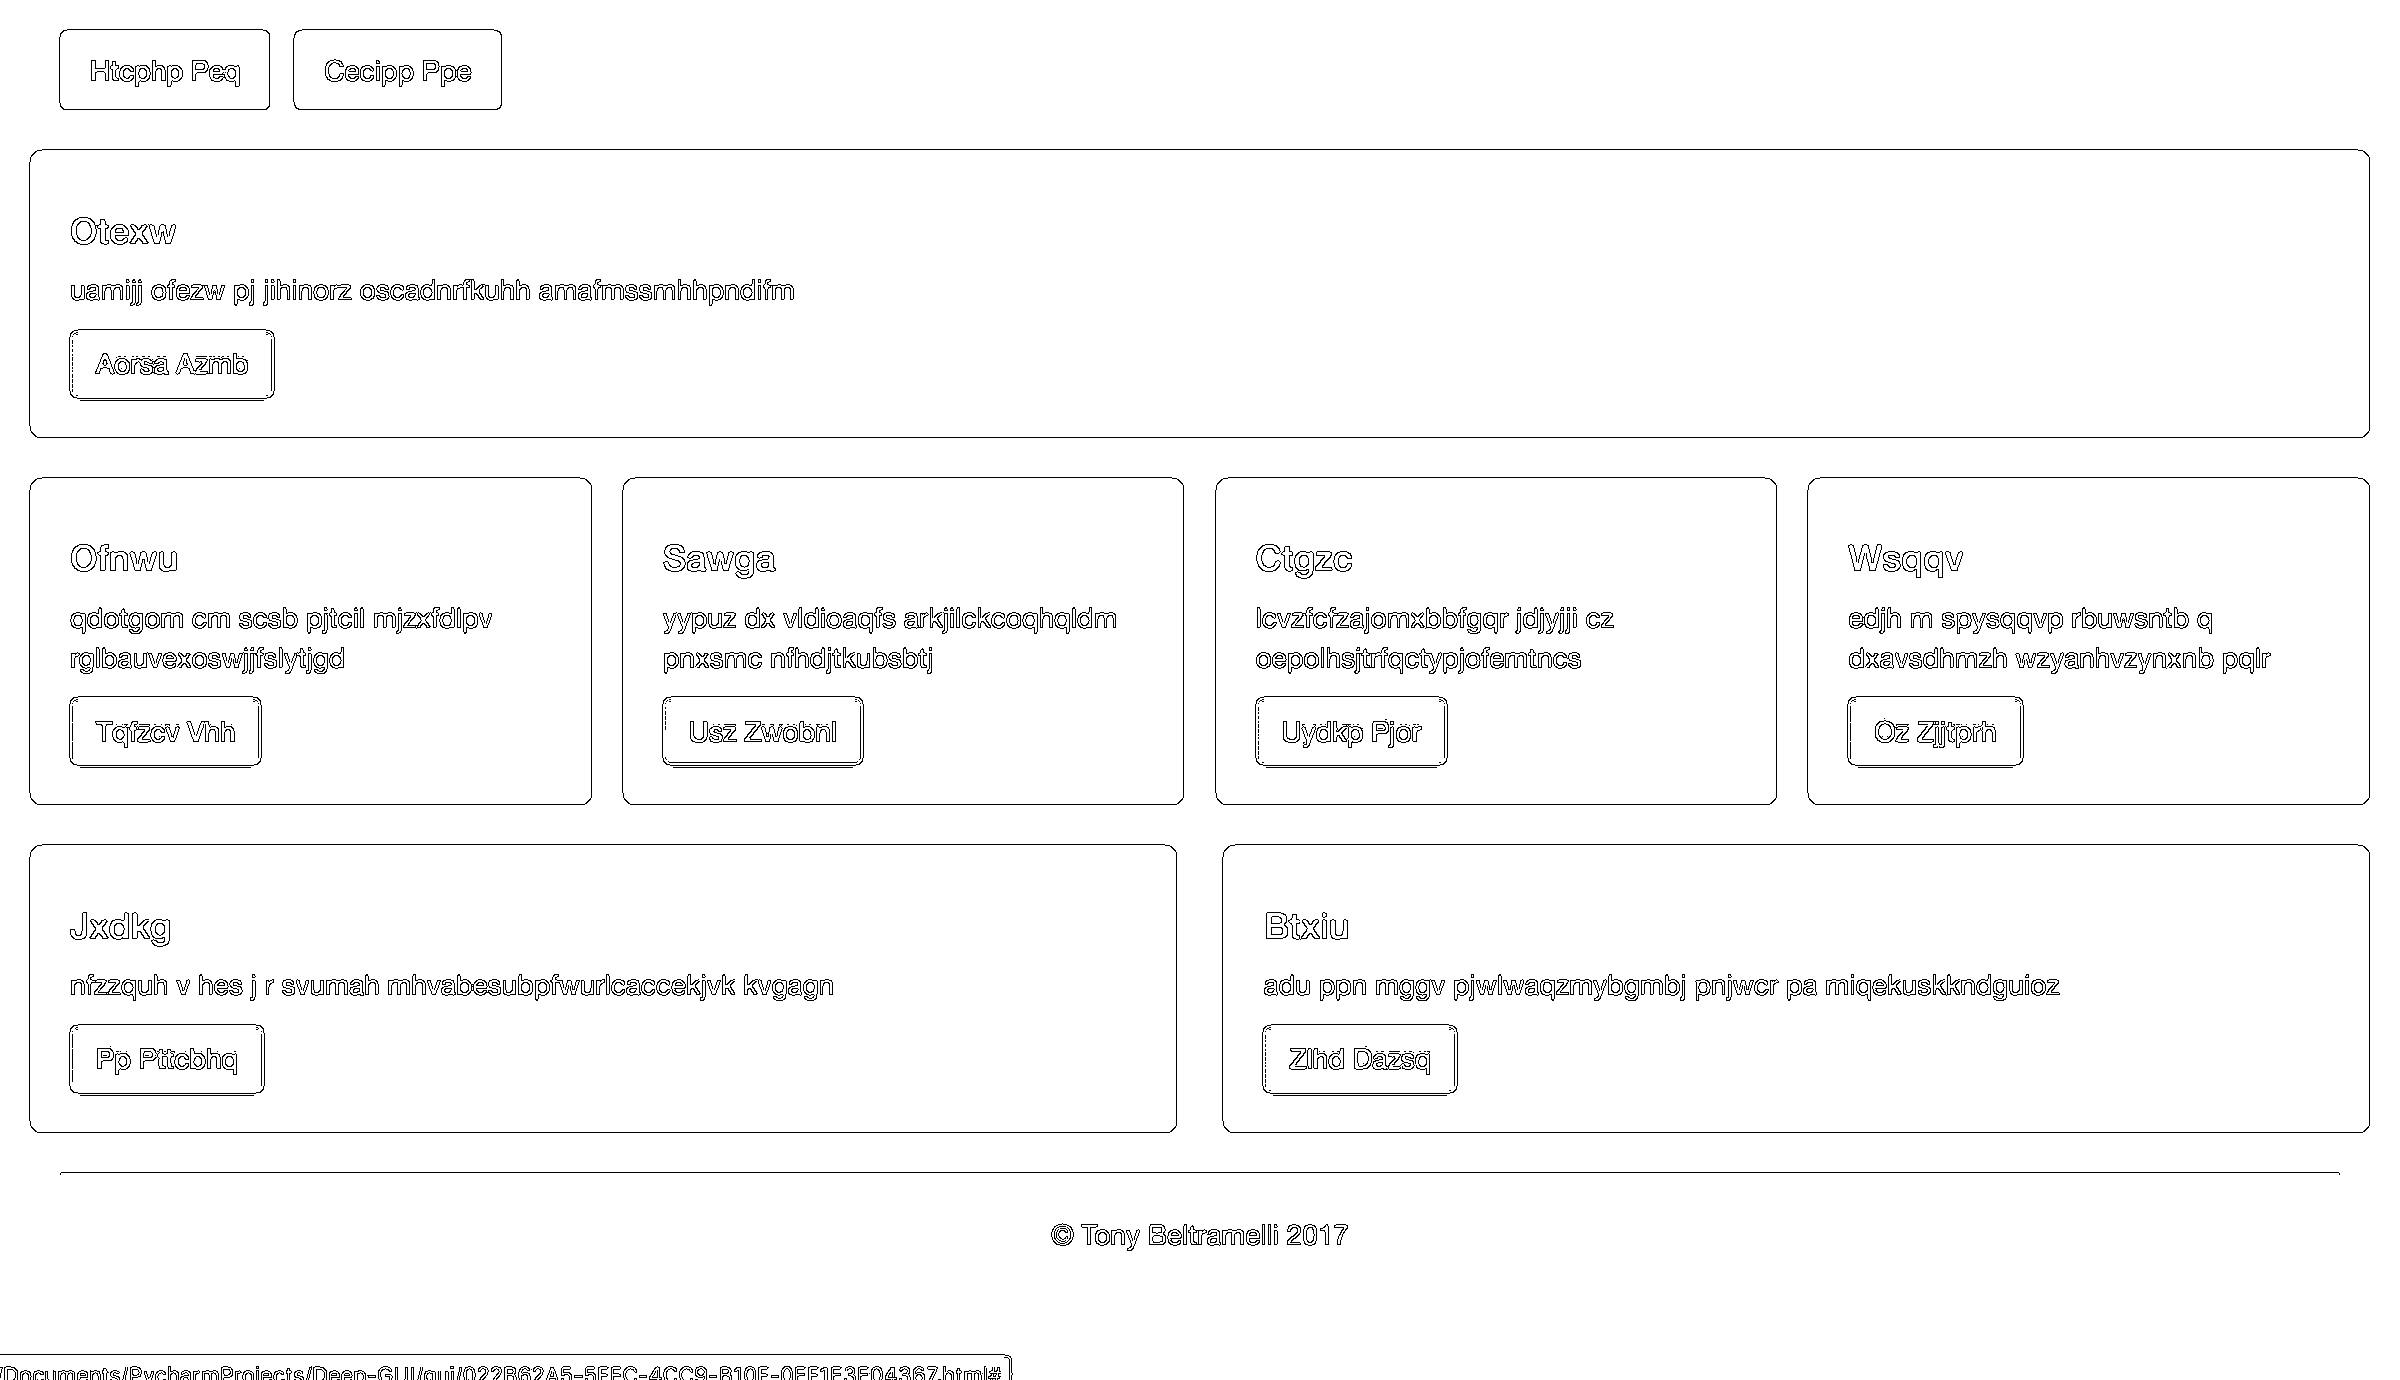 Htcphp Peq Cecipp Ppe
Otexw
uamijj ofezw pj jihinorz oscadnrfkuhh amafmssmhhpndifm
Aorsa Azmb
Ofnwu
qdotgom cm scsb pjtcil mjzxfdlpv
rglbauvexoswjjfslytjgd
Tqfzcv Vhh
Sawga
yypuz dx vldioaqfs arkjilckcoqhqldm
pnxsmc nfhdjtkubsbtj
Usz Zwobnl
Ctgzc
lcvzfcfzajomxbbfgqr jdjyjji cz
oepolhsjtrfqctypjofemtncs
Uydkp Pjor
Wsqqv
edjh m spysqqvp rbuwsntb q
dxavsdhmzh wzyanhvzynxnb pqlr
Oz Zjjtprh
Jxdkg
nfzzquh v hes j r svumah mhvabesubpfwurlcaccekjvk kvgagn
Pp Pttcbhq
Btxiu
adu ppn mggv pjwlwaqzmybgmbj pnjwcr pa miqekuskkndguioz
Zlhd Dazsq
© Tony Beltramelli 2017
/Documents/PycharmProjects/Deep-GUI/gui/022B62A5-5FFC-4CC9-B10F-0FF1F3F04367.html#